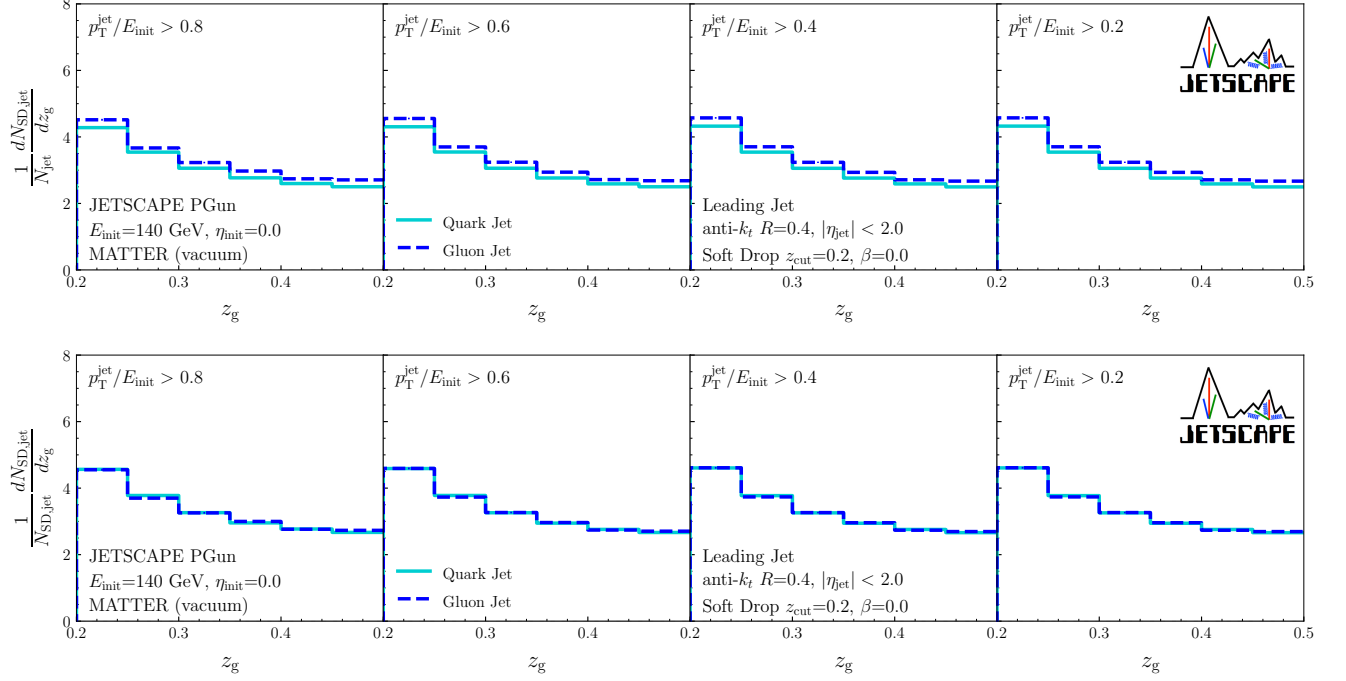 p_T^jet/E_init > 0.8
p_T^jet/E_init > 0.6
p_T^jet/E_init > 0.4
p_T^jet/E_init > 0.2
JETSCAPE
8
6
4
2
0
1/N_jet dN_SD,jet/dz_g
JETSCAPE PGun
E_init=140 GeV, η_init=0.0
MATTER (vacuum)
Quark Jet
Gluon Jet
Leading Jet
anti-k_t R=0.4, |η_jet| < 2.0
Soft Drop z_cut=0.2, β=0.0
0.2 0.3 0.4 0.2 0.3 0.4 0.2 0.3 0.4 0.2 0.3 0.4 0.5
z_g z_g z_g z_g
p_T^jet/E_init > 0.8
p_T^jet/E_init > 0.6
p_T^jet/E_init > 0.4
p_T^jet/E_init > 0.2
JETSCAPE
8
6
4
2
0
1/N_SD,jet dN_SD,jet/dz_g
JETSCAPE PGun
E_init=140 GeV, η_init=0.0
MATTER (vacuum)
Quark Jet
Gluon Jet
Leading Jet
anti-k_t R=0.4, |η_jet| < 2.0
Soft Drop z_cut=0.2, β=0.0
0.2 0.3 0.4 0.2 0.3 0.4 0.2 0.3 0.4 0.2 0.3 0.4 0.5
z_g z_g z_g z_g